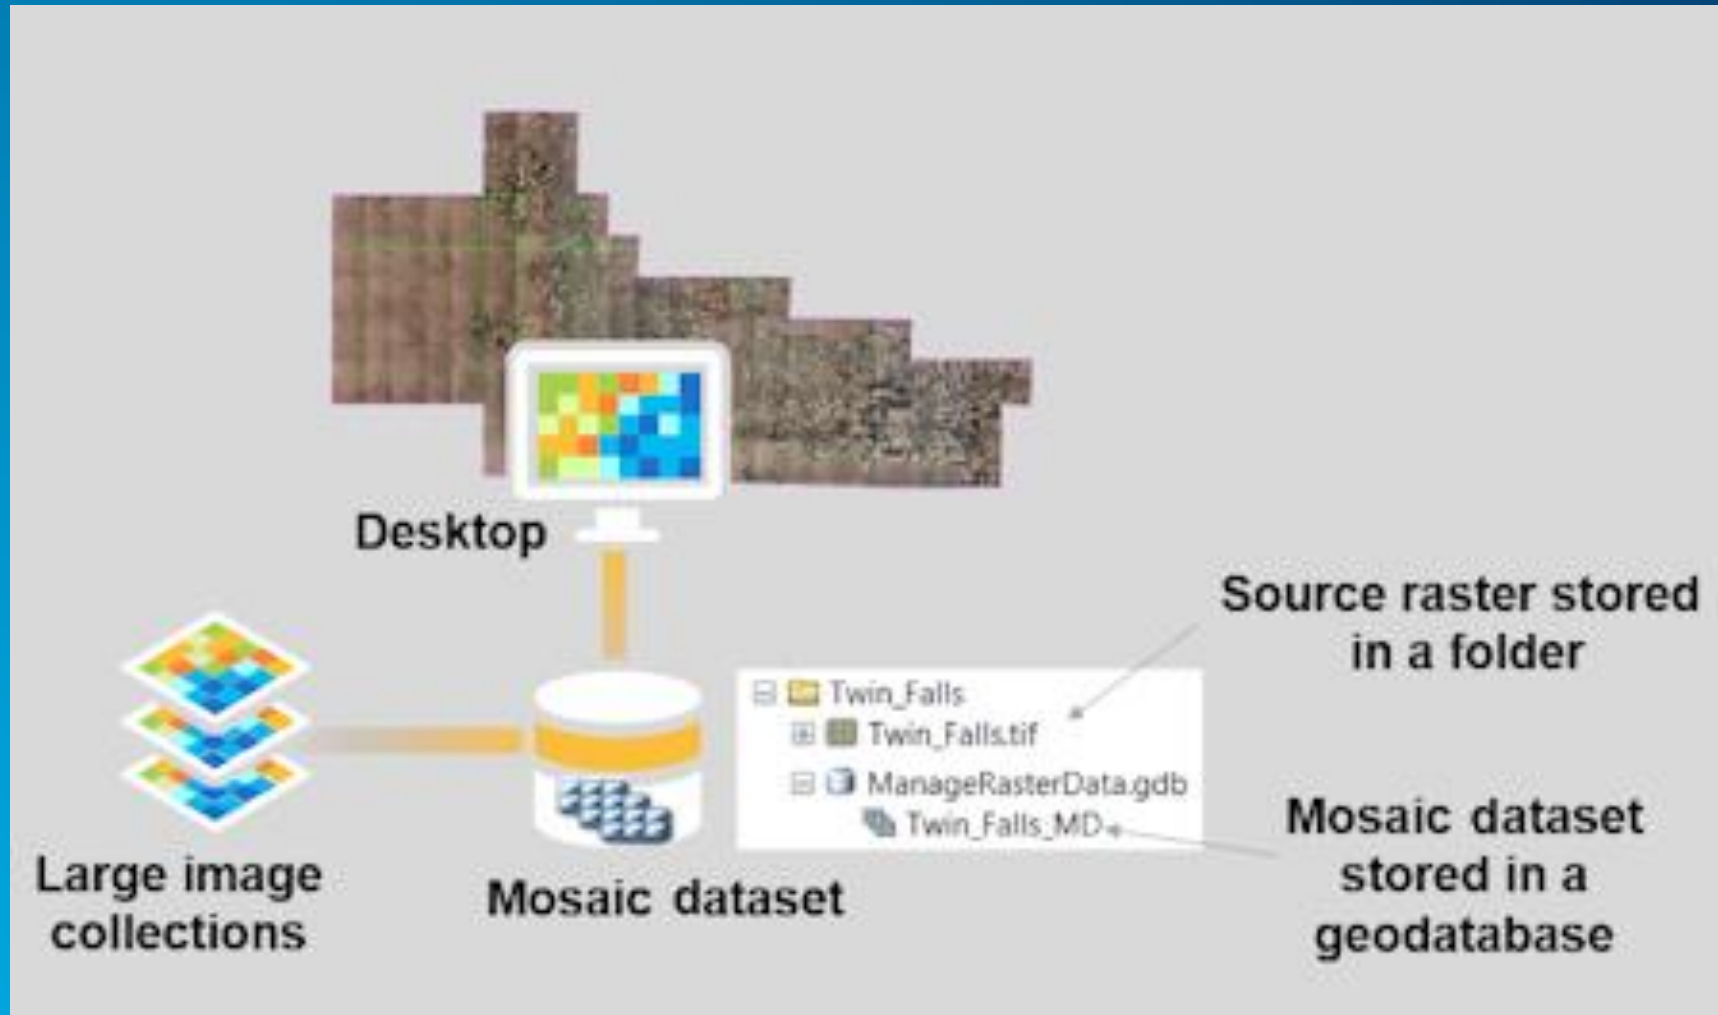 Desktop
Large image
collections
Mosaic dataset
Twin_Falls
Twin_Falls.tif
ManageRasterData.gdb
Twin_Falls_MD
Source raster stored
in a folder
Mosaic dataset
stored in a
geodatabase